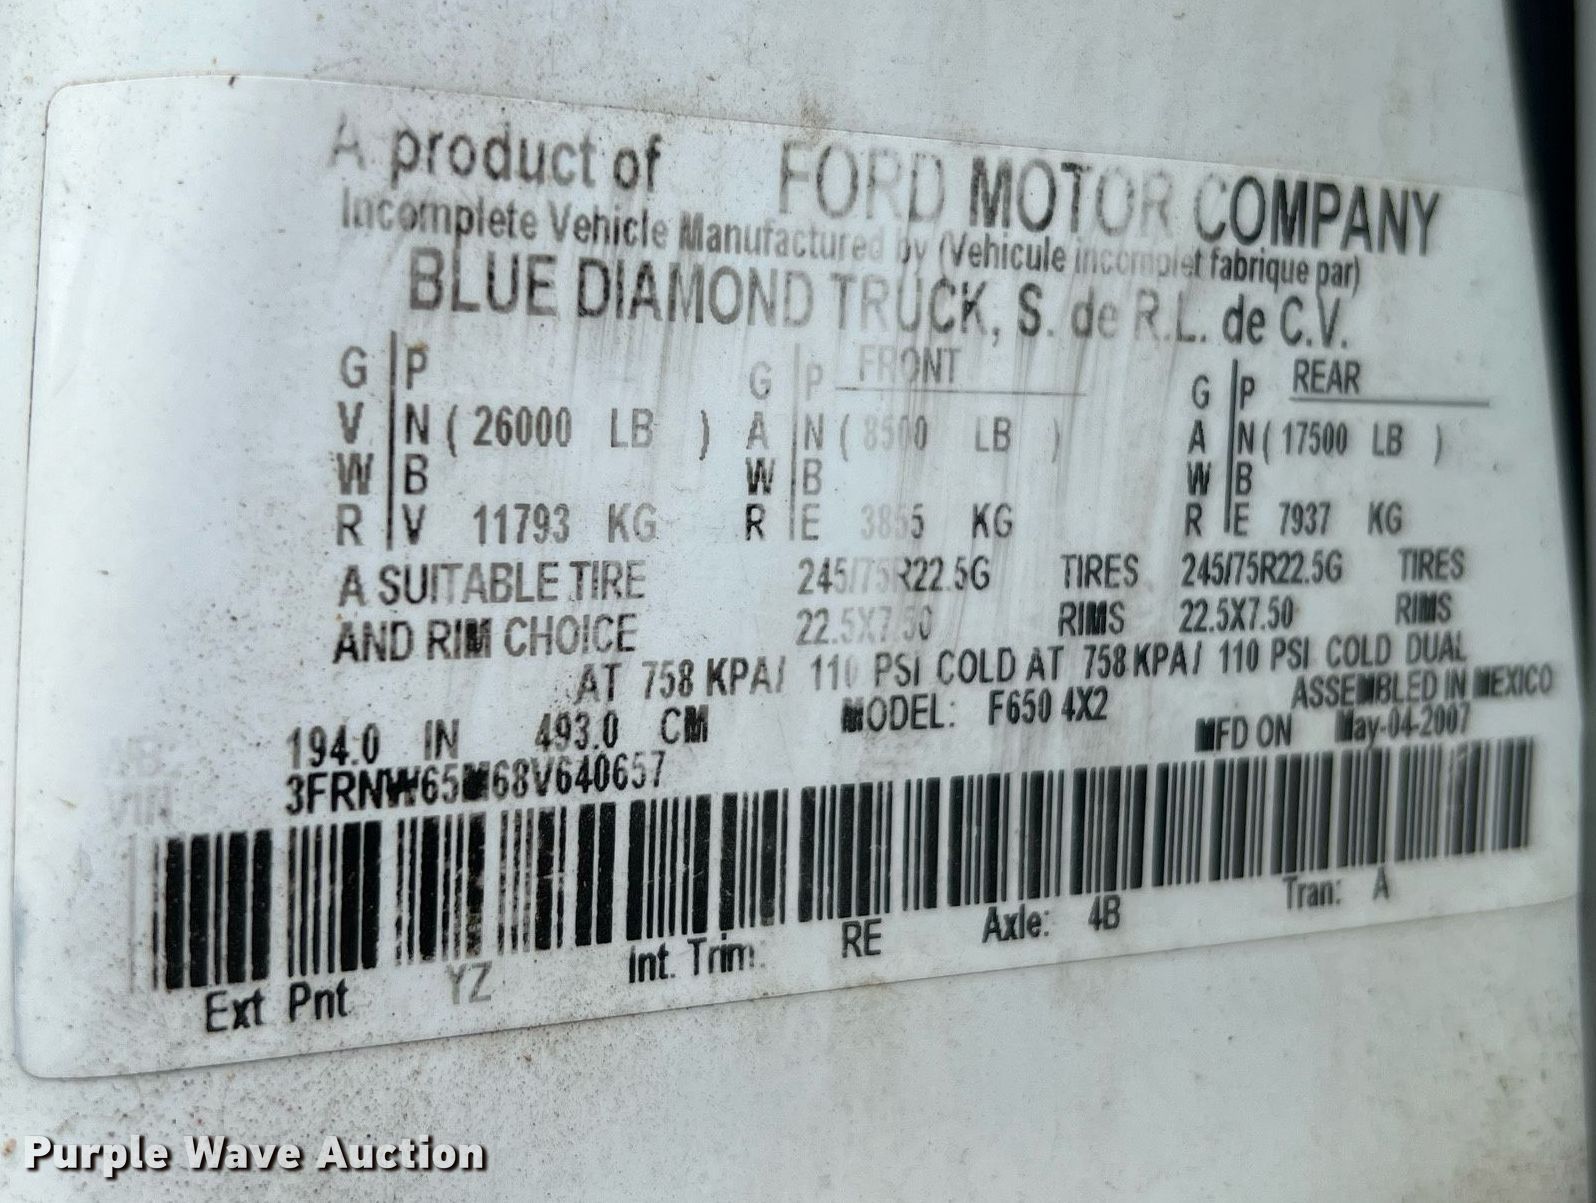 A product of FORD MOTOR COMPANY
Incomplete Vehicle Manufactured by (Vehicule incomplet fabrique par)
BLUE DIAMOND TRUCK, S. de R.L. de C.V.
G P G P FRONT G P REAR
V N ( 26000 LB ) A N ( 8500 LB ) A N ( 17500 LB )
W B W B W B
R V 11793 KG R E 3855 KG R E 7937 KG
A SUITABLE TIRE 245/75R22.5G TIRES 245/75R22.5G TIRES
AND RIM CHOICE 22.5X7.50 RIMS 22.5X7.50 RIMS
AT 758 KPA/ 110 PSI COLD AT 758 KPA/ 110 PSI COLD DUAL
WB: 194.0 IN 493.0 CM MODEL: F650 4X2 ASSEMBLED IN MEXICO
VIN: 3FRNW65M68V640657 MFD ON May-04-2007
Ext Pnt YZ Int. Trim: RE Axle: 4B Tran: A
Purple Wave Auction